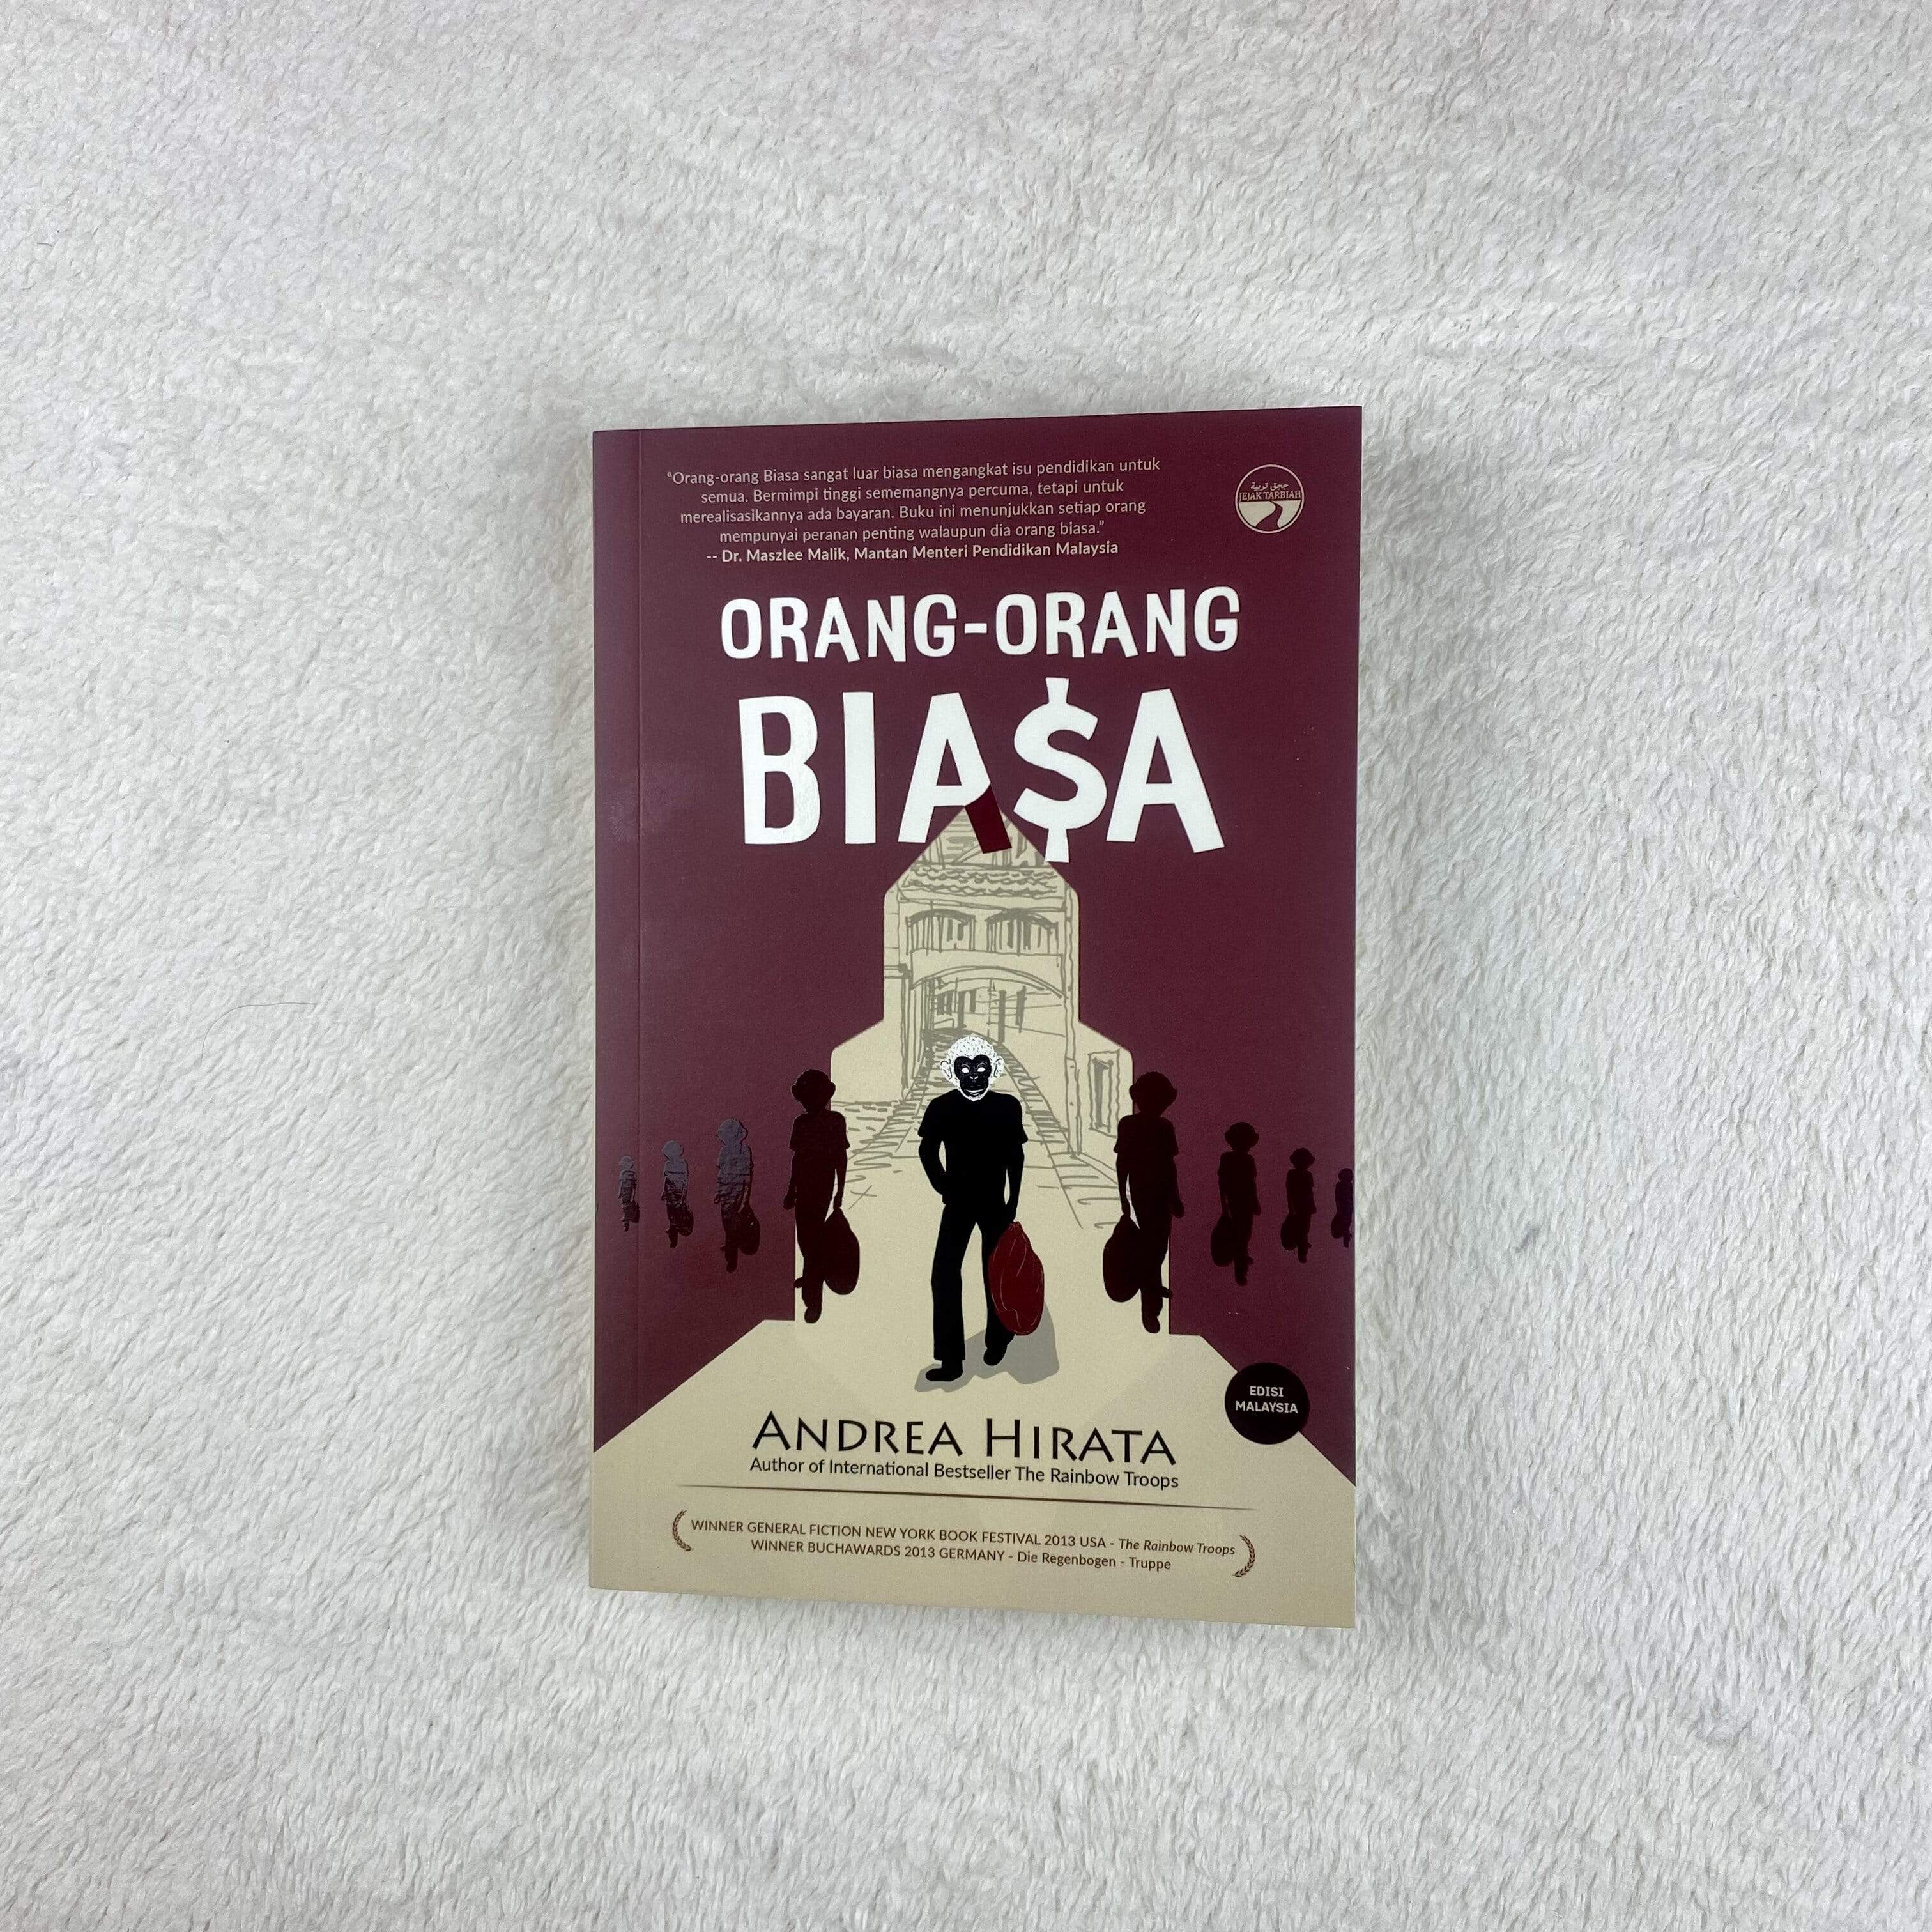 “Orang-orang Biasa sangat luar biasa mengangkat isu pendidikan untuk
semua. Bermimpi tinggi sememangnya percuma, tetapi untuk
merealisasikannya ada bayaran. Buku ini menunjukkan setiap orang
mempunyai peranan penting walaupun dia orang biasa.”
-- Dr. Maszlee Malik, Mantan Menteri Pendidikan Malaysia
JEJAK TARBIAH
ORANG-ORANG
BIA$A
EDISI
MALAYSIA
ANDREA HIRATA
Author of International Bestseller The Rainbow Troops
WINNER GENERAL FICTION NEW YORK BOOK FESTIVAL 2013 USA - The Rainbow Troops
WINNER BUCHAWARDS 2013 GERMANY - Die Regenbogen - Truppe